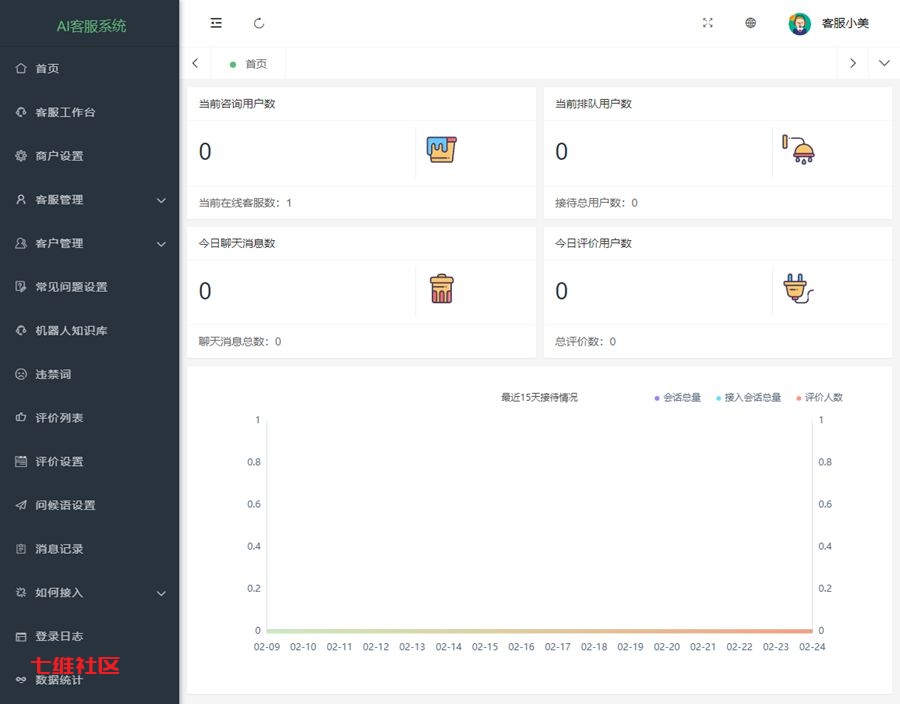 AI客服系统
客服小美
首页
首页
客服工作台
商户设置
客服管理
客户管理
常见问题设置
机器人知识库
违禁词
评价列表
评价设置
问候语设置
消息记录
如何接入
登录日志
七维社区
数据统计
当前咨询用户数
0
当前在线客服数：1
当前排队用户数
0
接待总用户数：0
今日聊天消息数
0
聊天消息总数：0
今日评价用户数
0
总评价数：0
最近15天接待情况
会话总量 接入会话总量 评价人数
1 1
0.8 0.8
0.6 0.6
0.4 0.4
0.2 0.2
0 0
02-09 02-10 02-11 02-12 02-13 02-14 02-15 02-16 02-17 02-18 02-19 02-20 02-21 02-22 02-23 02-24